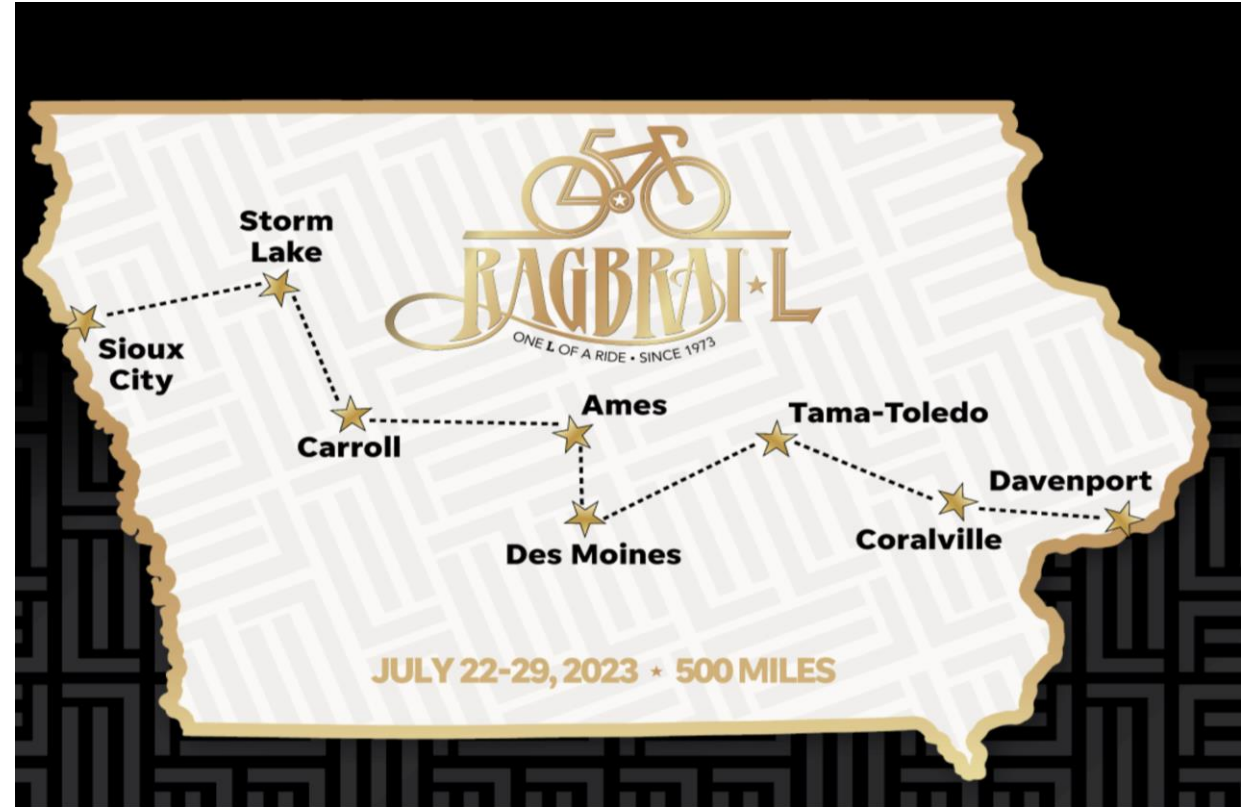 RAGBRAI★L
ONE L OF A RIDE • SINCE 1973
Storm
Lake
Sioux
City
Carroll
Ames
Des Moines
Tama-Toledo
Coralville
Davenport
JULY 22-29, 2023 ★ 500 MILES